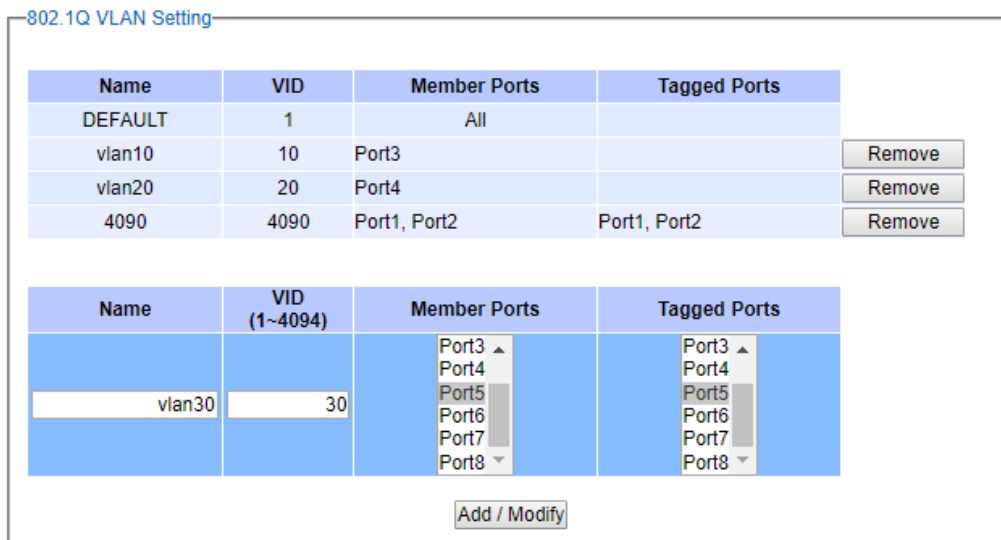 802.1Q VLAN Setting
Name VID Member Ports Tagged Ports
DEFAULT 1 All
vlan10 10 Port3 Remove
vlan20 20 Port4 Remove
4090 4090 Port1, Port2 Port1, Port2 Remove
Name VID (1~4094) Member Ports Tagged Ports
vlan30 30
Port3 Port3
Port4 Port4
Port5 Port5
Port6 Port6
Port7 Port7
Port8 Port8
Add / Modify